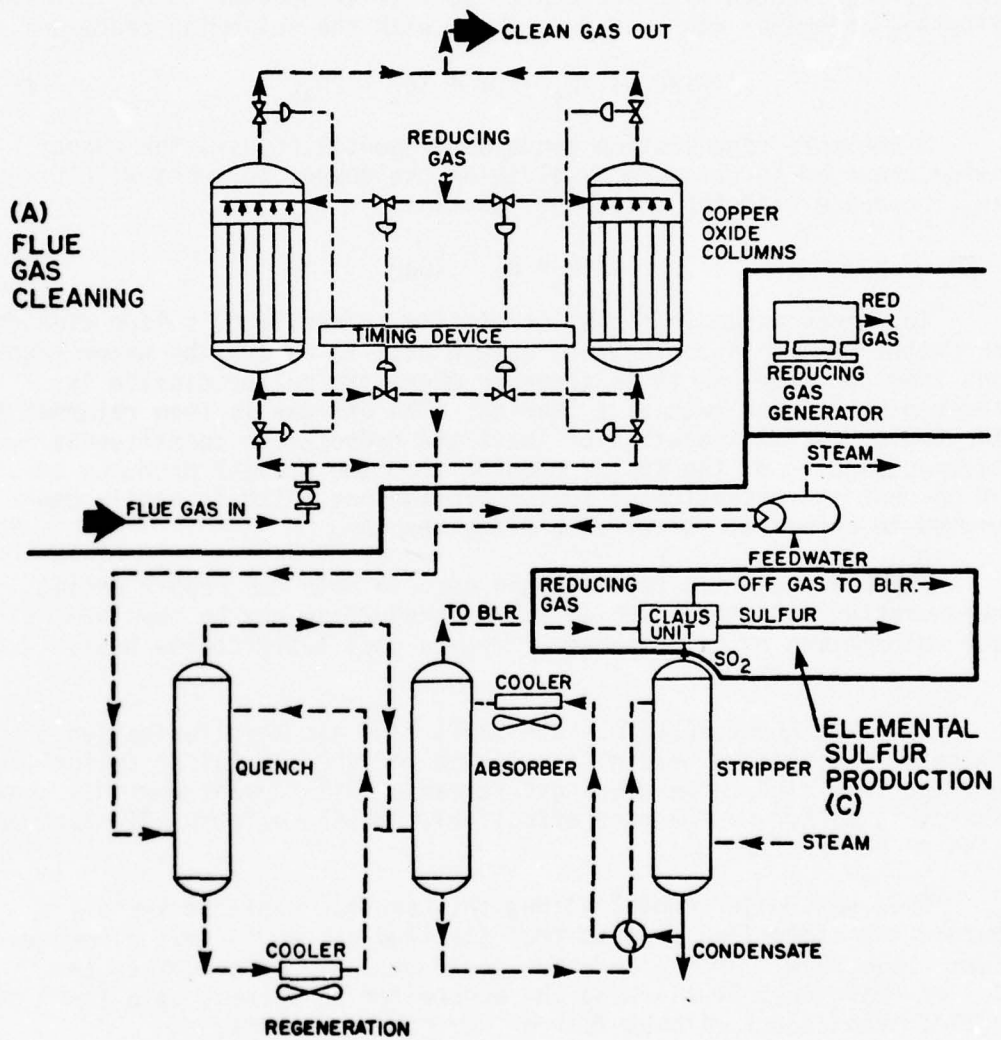 CLEAN GAS OUT
REDUCING
GAS
(A)
FLUE
GAS
CLEANING
COPPER
OXIDE
COLUMNS
TIMING DEVICE
RED
GAS
REDUCING
GAS
GENERATOR
STEAM
FLUE GAS IN
FEEDWATER
REDUCING
GAS
OFF GAS TO BLR.
TO BLR
CLAUS
UNIT
SULFUR
SO2
COOLER
QUENCH
ABSORBER
STRIPPER
ELEMENTAL
SULFUR
PRODUCTION
(C)
STEAM
COOLER
CONDENSATE
REGENERATION